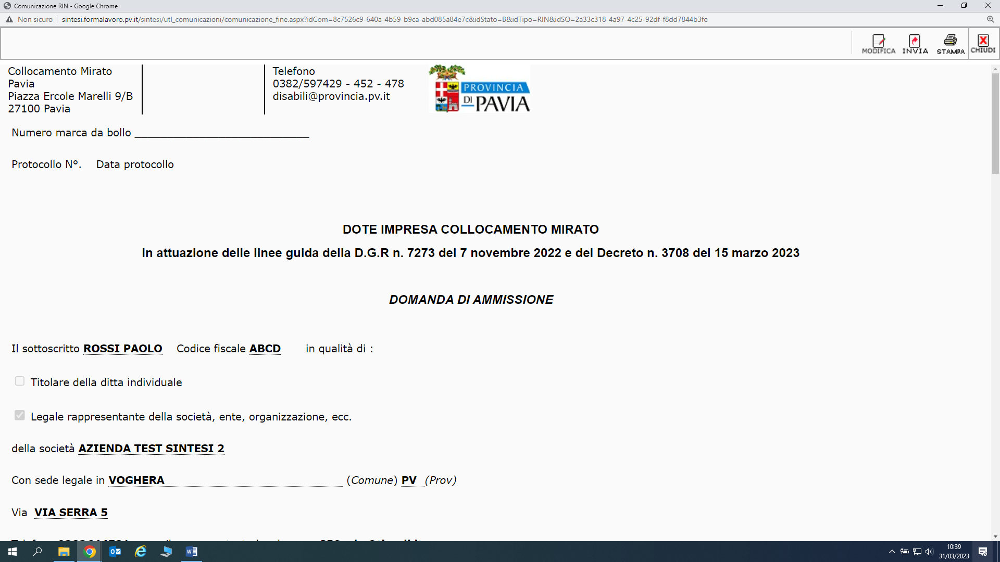 Comunicazione RIN - Google Chrome
Non sicuro | sintesi.formalavoro.pv.it/sintesi/utl_comunicazioni/comunicazione_fine.aspx?idCom=8c7526c9-640a-4b59-b9ca-abd085a84e7c&idStato=B&idTipo=RIN&idSO=2a33c318-4a97-4c25-92df-f8dd7844b3fe
MODIFICA INVIA STAMPA CHIUDI
Collocamento Mirato
Pavia
Piazza Ercole Marelli 9/B
27100 Pavia
Telefono
0382/597429 - 452 - 478
disabili@provincia.pv.it
PROVINCIA
DI PAVIA
Numero marca da bollo ___________________________
Protocollo N°. Data protocollo
DOTE IMPRESA COLLOCAMENTO MIRATO
In attuazione delle linee guida della D.G.R n. 7273 del 7 novembre 2022 e del Decreto n. 3708 del 15 marzo 2023
DOMANDA DI AMMISSIONE
Il sottoscritto ROSSI PAOLO Codice fiscale ABCD in qualità di :
Titolare della ditta individuale
Legale rappresentante della società, ente, organizzazione, ecc.
della società AZIENDA TEST SINTESI 2
Con sede legale in VOGHERA (Comune) PV (Prov)
Via VIA SERRA 5
10:39
31/03/2023